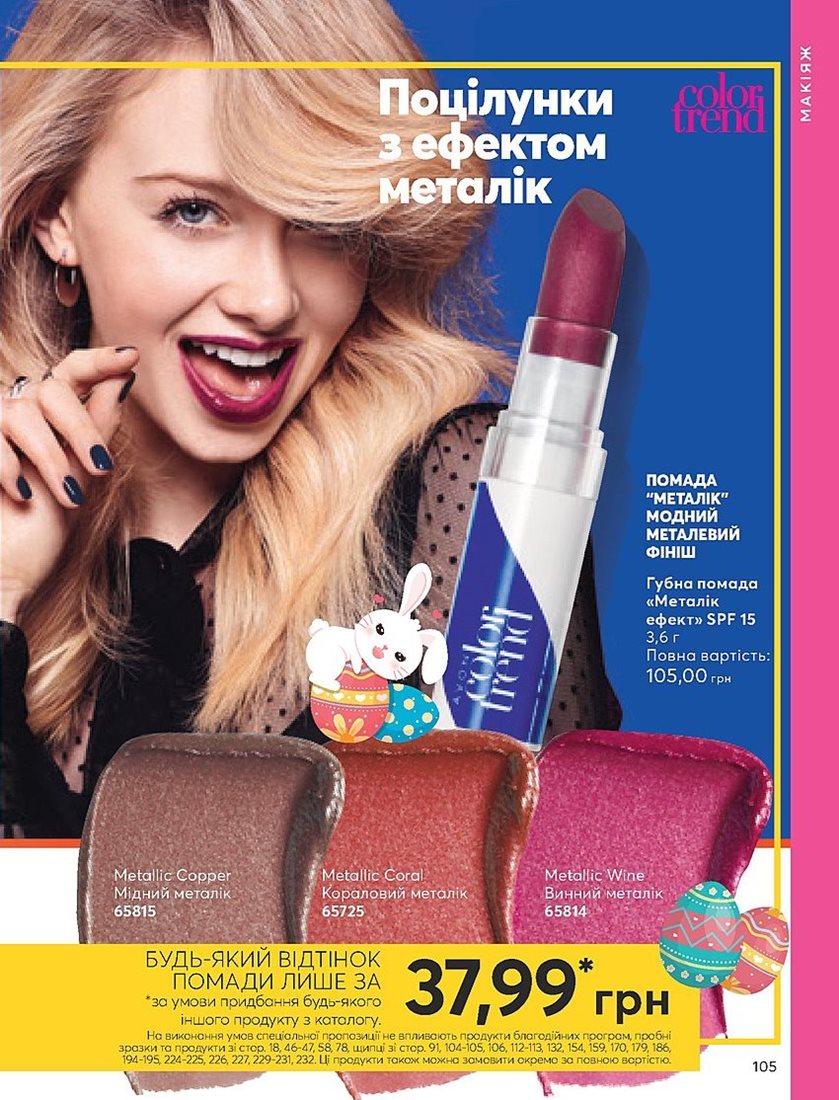 МАКІЯЖ
color
trend
Поцілунки
з ефектом
металік
ПОМАДА
“МЕТАЛІК”
МОДНИЙ
МЕТАЛЕВИЙ
ФІНІШ
Губна помада
«Металік
ефект» SPF 15
3,6 г
Повна вартість:
105,00 грн
color
trend
AVON
Metallic Copper
Мідний металік
65815
Metallic Coral
Кораловий металік
65725
Metallic Wine
Винний металік
65814
БУДЬ-ЯКИЙ ВІДТІНОК
ПОМАДИ ЛИШЕ ЗА
*за умови придбання будь-якого
іншого продукту з каталогу.
37,99* грн
На виконання умов спеціальної пропозиції не впливають продукти благодійних програм, пробні
зразки та продукти зі стор. 18, 46-47, 58, 78, щипці зі стор. 91, 104-105, 106, 112-113, 132, 154, 159, 170, 179, 186,
194-195, 224-225, 226, 227, 229-231, 232. Ці продукти також можна замовити окремо за повною вартістю.
105